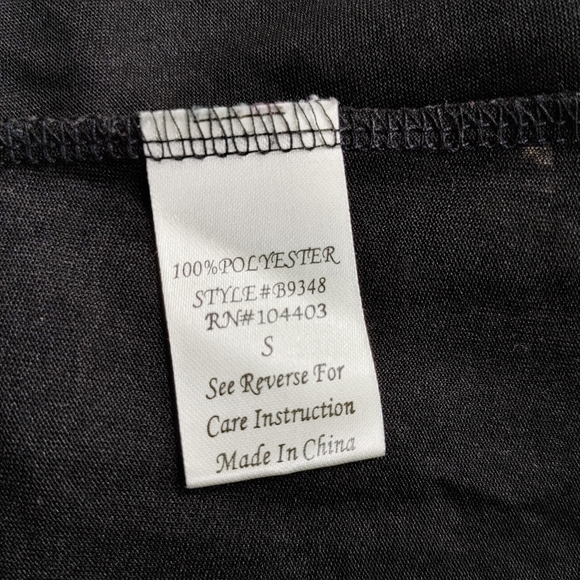 100%POLYESTER
STYLE#B9348
RN#104403
S
See Reverse For
Care Instruction
Made In China